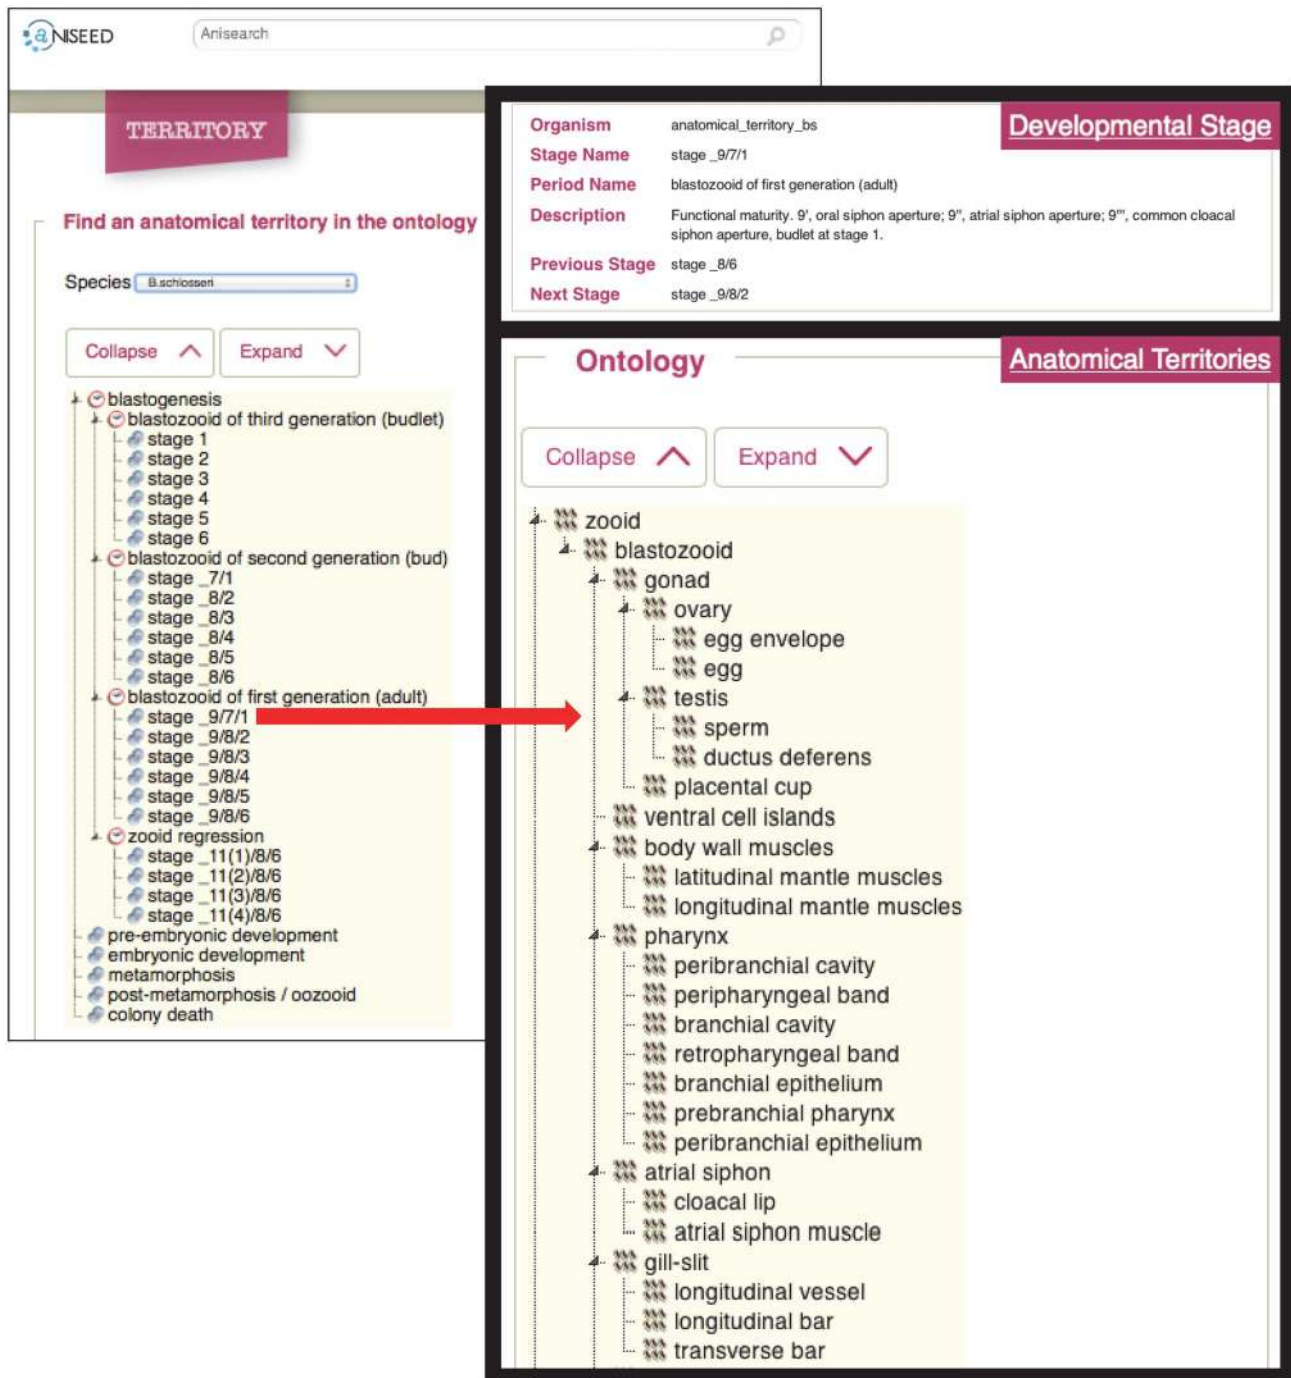 aNISEED
Anisearch
TERRITORY
Find an anatomical territory in the ontology
Species B.schlosseri
Collapse Expand
blastogenesis
blastozooid of third generation (budlet)
stage 1
stage 2
stage 3
stage 4
stage 5
stage 6
blastozooid of second generation (bud)
stage _7/1
stage _8/2
stage _8/3
stage _8/4
stage _8/5
stage _8/6
blastozooid of first generation (adult)
stage _9/7/1
stage _9/8/2
stage _9/8/3
stage _9/8/4
stage _9/8/5
stage _9/8/6
zooid regression
stage _11(1)/8/6
stage _11(2)/8/6
stage _11(3)/8/6
stage _11(4)/8/6
pre-embryonic development
embryonic development
metamorphosis
post-metamorphosis / oozooid
colony death
Developmental Stage
Organism anatomical_territory_bs
Stage Name stage _9/7/1
Period Name blastozooid of first generation (adult)
Description Functional maturity. 9', oral siphon aperture; 9'', atrial siphon aperture; 9''', common cloacal
siphon aperture, budlet at stage 1.
Previous Stage stage _8/6
Next Stage stage _9/8/2
Ontology
Anatomical Territories
Collapse Expand
zooid
blastozooid
gonad
ovary
egg envelope
egg
testis
sperm
ductus deferens
placental cup
ventral cell islands
body wall muscles
latitudinal mantle muscles
longitudinal mantle muscles
pharynx
peribranchial cavity
peripharyngeal band
branchial cavity
retropharyngeal band
branchial epithelium
prebranchial pharynx
peribranchial epithelium
atrial siphon
cloacal lip
atrial siphon muscle
gill-slit
longitudinal vessel
longitudinal bar
transverse bar